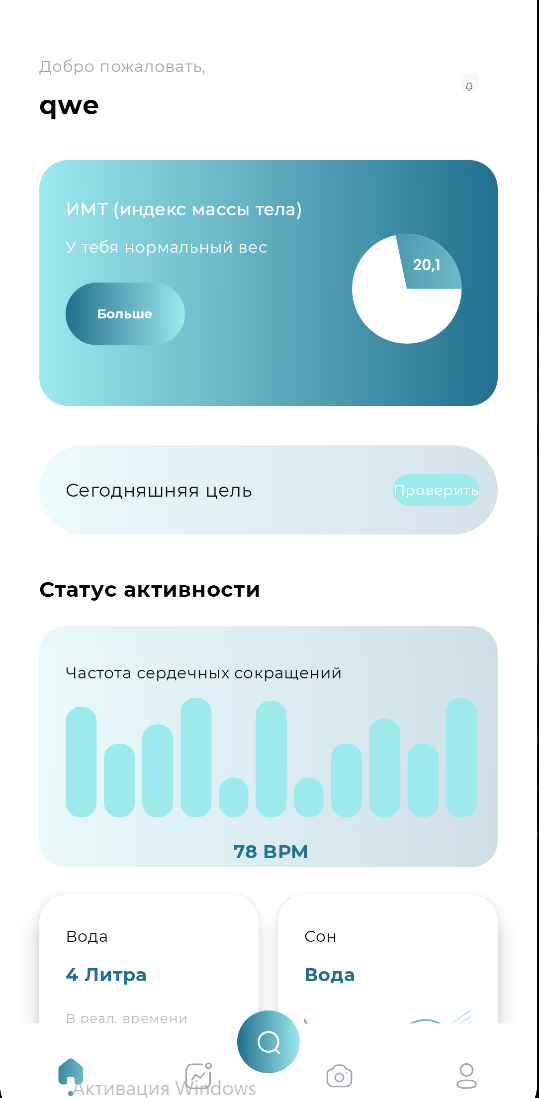 Добро пожаловать,
qwe
ИМТ (индекс массы тела)
У тебя нормальный вес
20,1
Больше
Сегодняшняя цель
Проверить
Статус активности
Частота сердечных сокращений
78 BPM
Вода
4 Литра
В реал. времени
Сон
Вода
Активация Windows